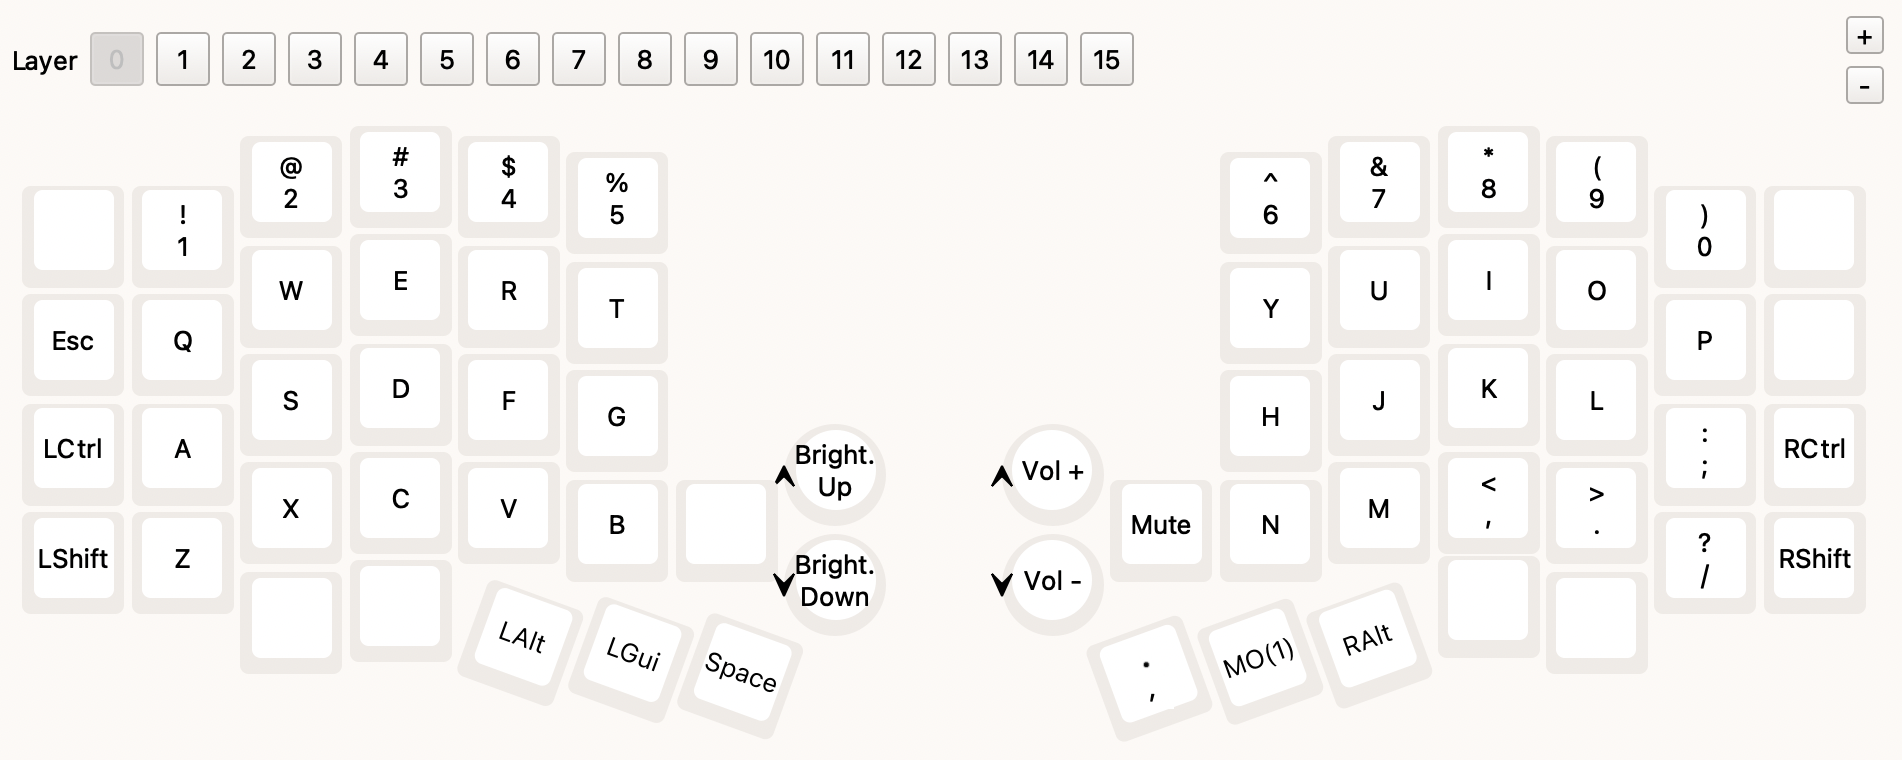 Layer 0 1 2 3 4 5 6 7 8 9 10 11 12 13 14 15
+
-
!
1
@
2
#
3
$
4
%
5
^
6
&
7
*
8
(
9
)
0
Esc Q W E R T Y U I O P
LCtrl A S D F G H J K L
:
;
RCtrl
LShift Z X C V B
Bright.
Up
Bright.
Down
Vol +
Vol -
Mute N M
<
,
>
.
?
/
RShift
LAlt LGui Space
.
,
MO(1) RAlt